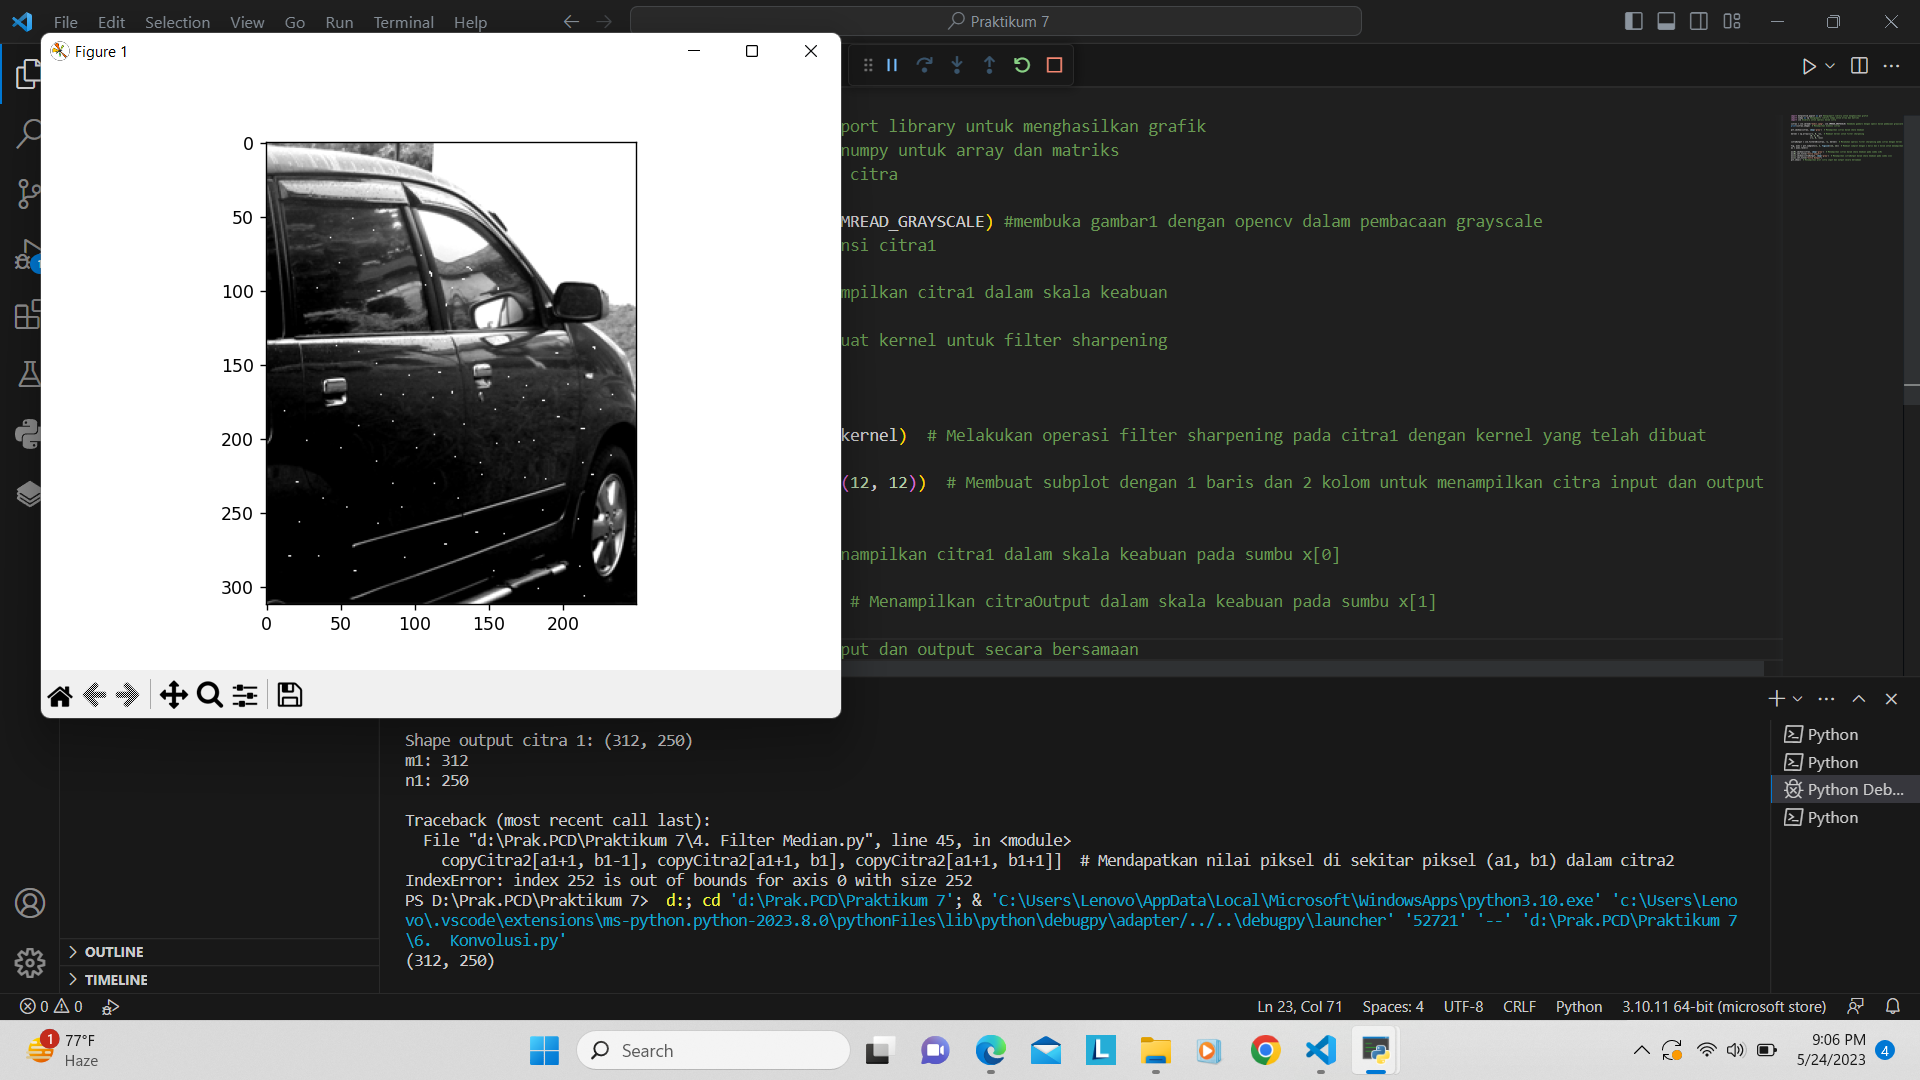 File Edit Selection View Go Run Terminal Help
Praktikum 7
Figure 1
port library untuk menghasilkan grafik
numpy untuk array dan matriks
citra
MREAD_GRAYSCALE) #membuka gambar1 dengan opencv dalam pembacaan grayscale
nsi citra1
mpilkan citra1 dalam skala keabuan
uat kernel untuk filter sharpening
kernel)  # Melakukan operasi filter sharpening pada citra1 dengan kernel yang telah dibuat
(12, 12))  # Membuat subplot dengan 1 baris dan 2 kolom untuk menampilkan citra input dan output
nampilkan citra1 dalam skala keabuan pada sumbu x[0]
# Menampilkan citraOutput dalam skala keabuan pada sumbu x[1]
put dan output secara bersamaan
0
50
100
150
200
250
300
0 50 100 150 200
Shape output citra 1: (312, 250)
m1: 312
n1: 250
Traceback (most recent call last):
File "d:\Prak.PCD\Praktikum 7\4. Filter Median.py", line 45, in <module>
copyCitra2[a1+1, b1-1], copyCitra2[a1+1, b1], copyCitra2[a1+1, b1+1]]  # Mendapatkan nilai piksel di sekitar piksel (a1, b1) dalam citra2
IndexError: index 252 is out of bounds for axis 0 with size 252
PS D:\Prak.PCD\Praktikum 7>  d:; cd 'd:\Prak.PCD\Praktikum 7'; & 'C:\Users\Lenovo\AppData\Local\Microsoft\WindowsApps\python3.10.exe' 'c:\Users\Leno
vo\.vscode\extensions\ms-python.python-2023.8.0\pythonFiles\lib\python\debugpy\adapter/../..\debugpy\launcher' '52721' '--' 'd:\Prak.PCD\Praktikum 7
\6.  Konvolusi.py'
(312, 250)
Python
Python
Python Deb...
Python
OUTLINE
TIMELINE
0 0
Ln 23, Col 71 Spaces: 4 UTF-8 CRLF Python 3.10.11 64-bit (microsoft store)
1
77°F
Haze
Search
9:06 PM
5/24/2023
4